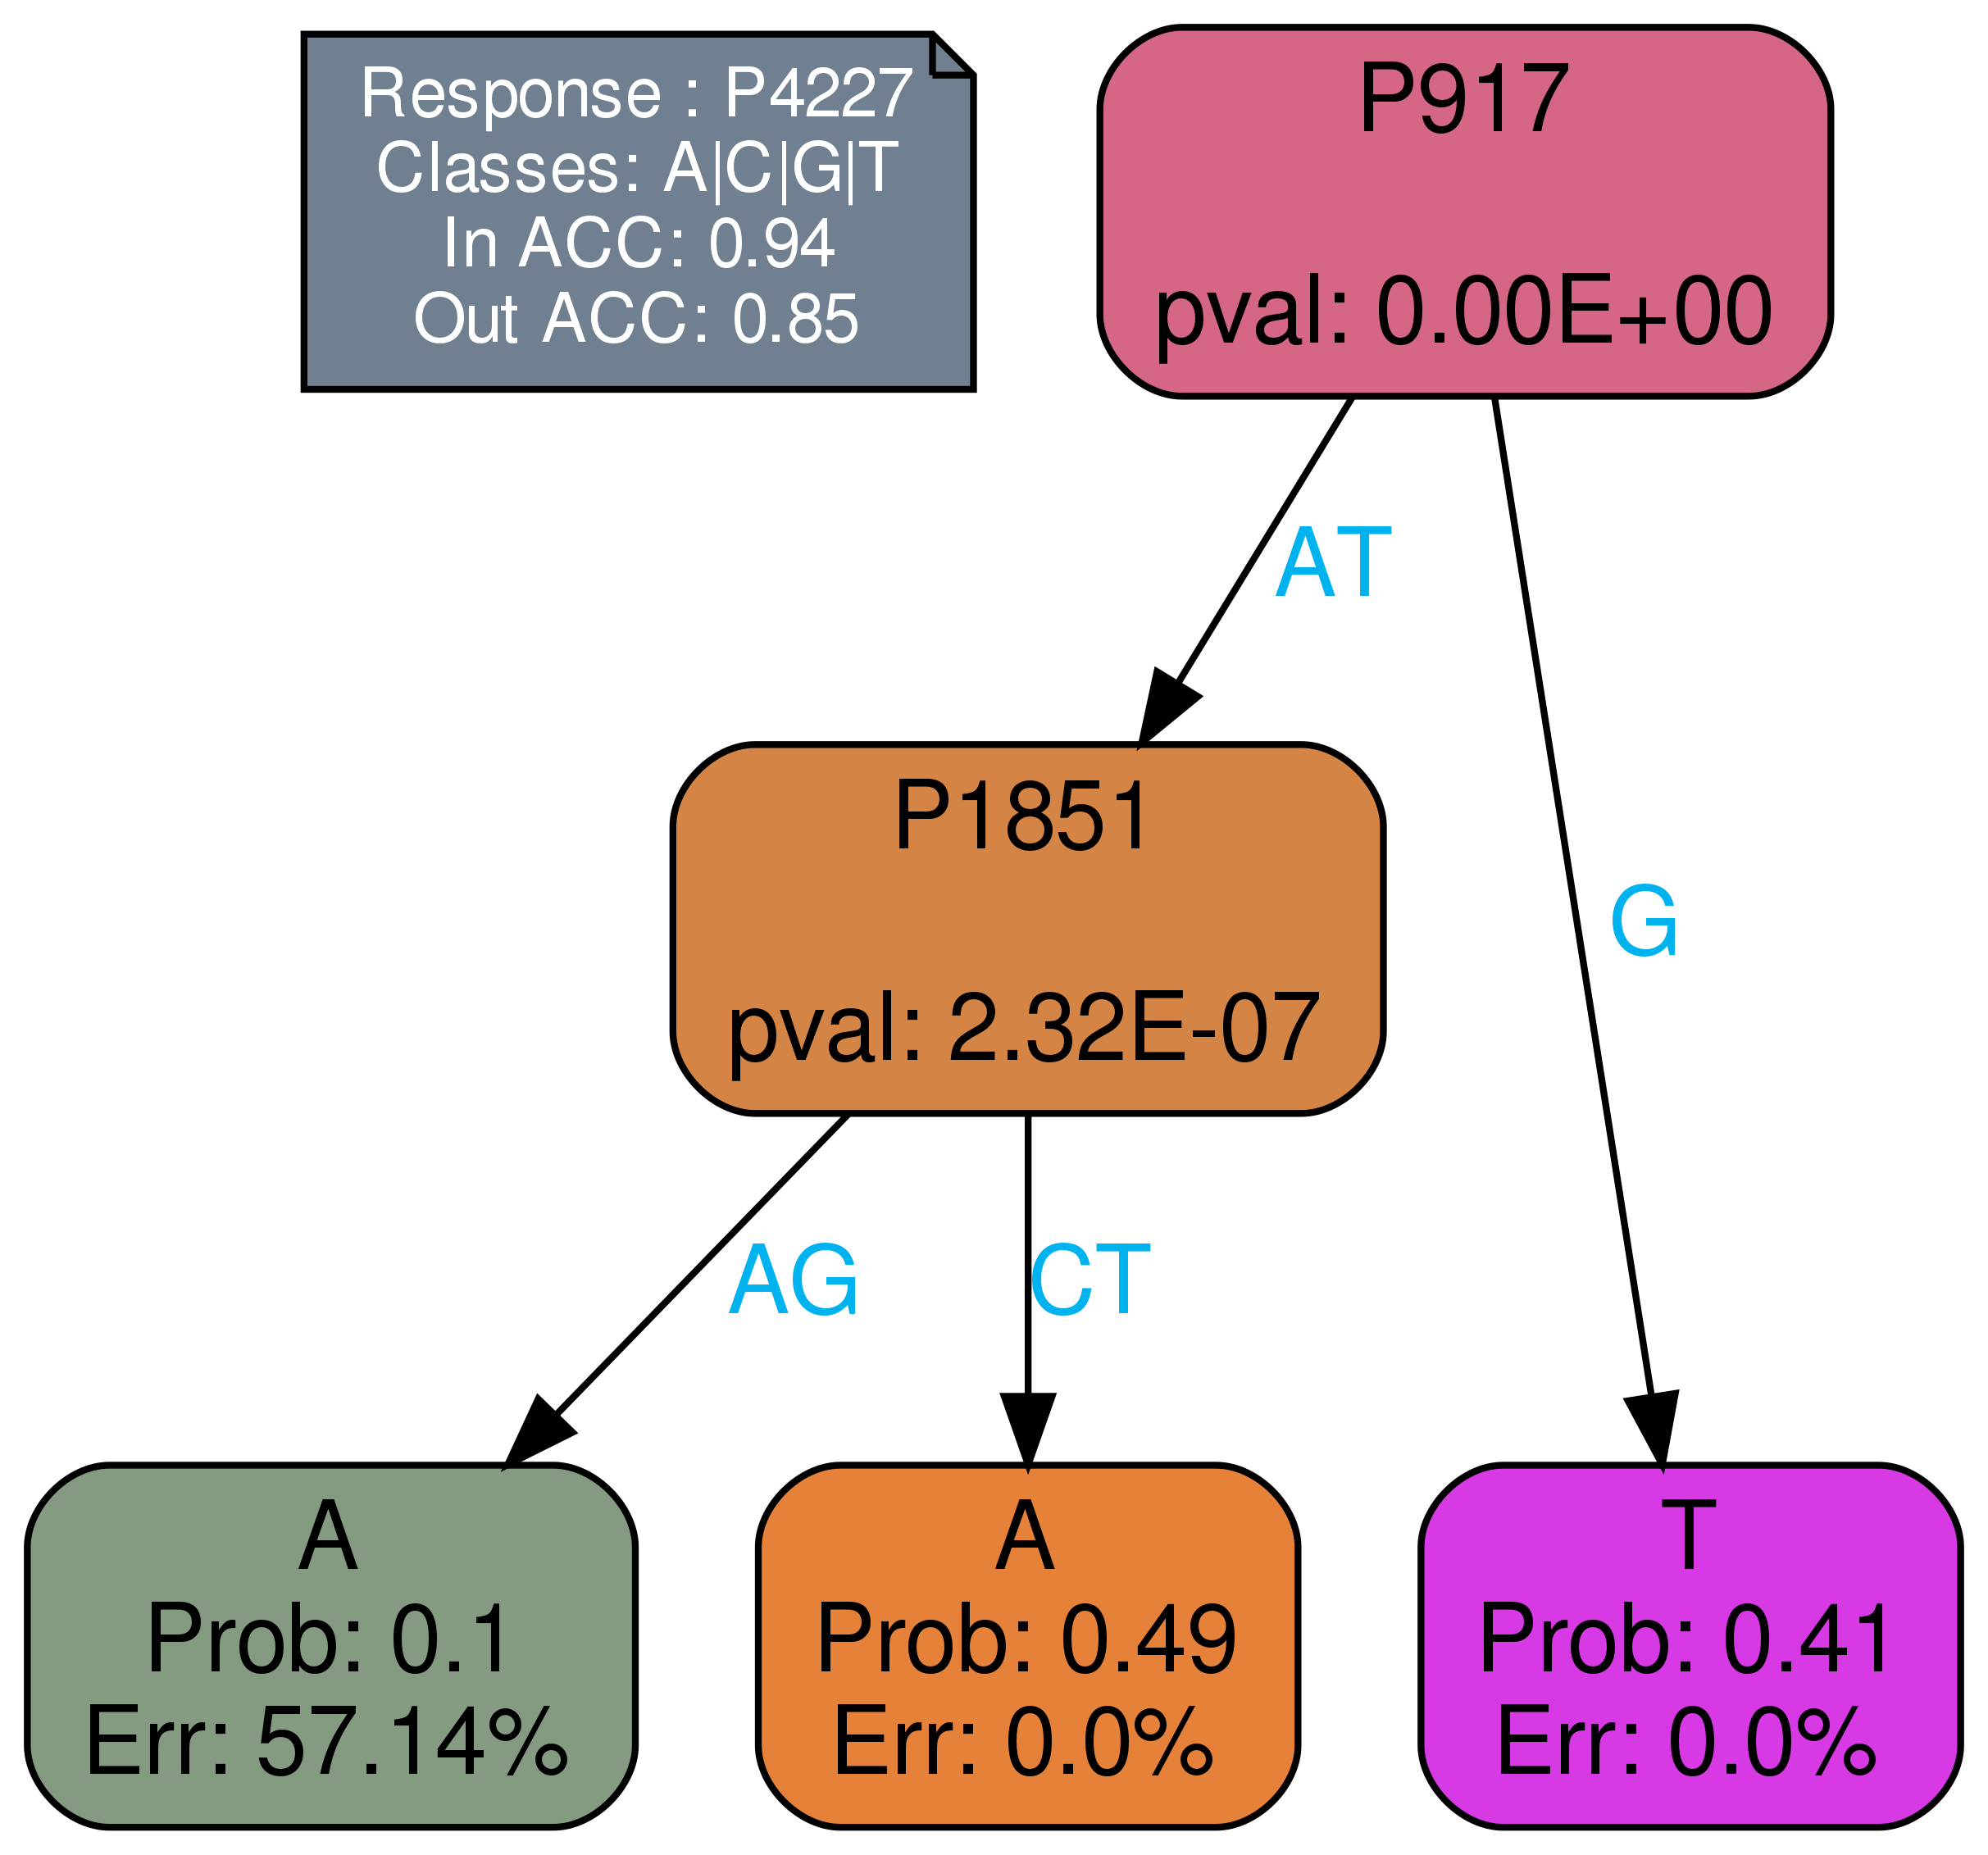 Response : P4227
Classes: A|C|G|T
In ACC: 0.94
Out ACC: 0.85
P917
pval: 0.00E+00
AT
G
P1851
pval: 2.32E-07
AG
CT
A
Prob: 0.1
Err: 57.14%
A
Prob: 0.49
Err: 0.0%
T
Prob: 0.41
Err: 0.0%